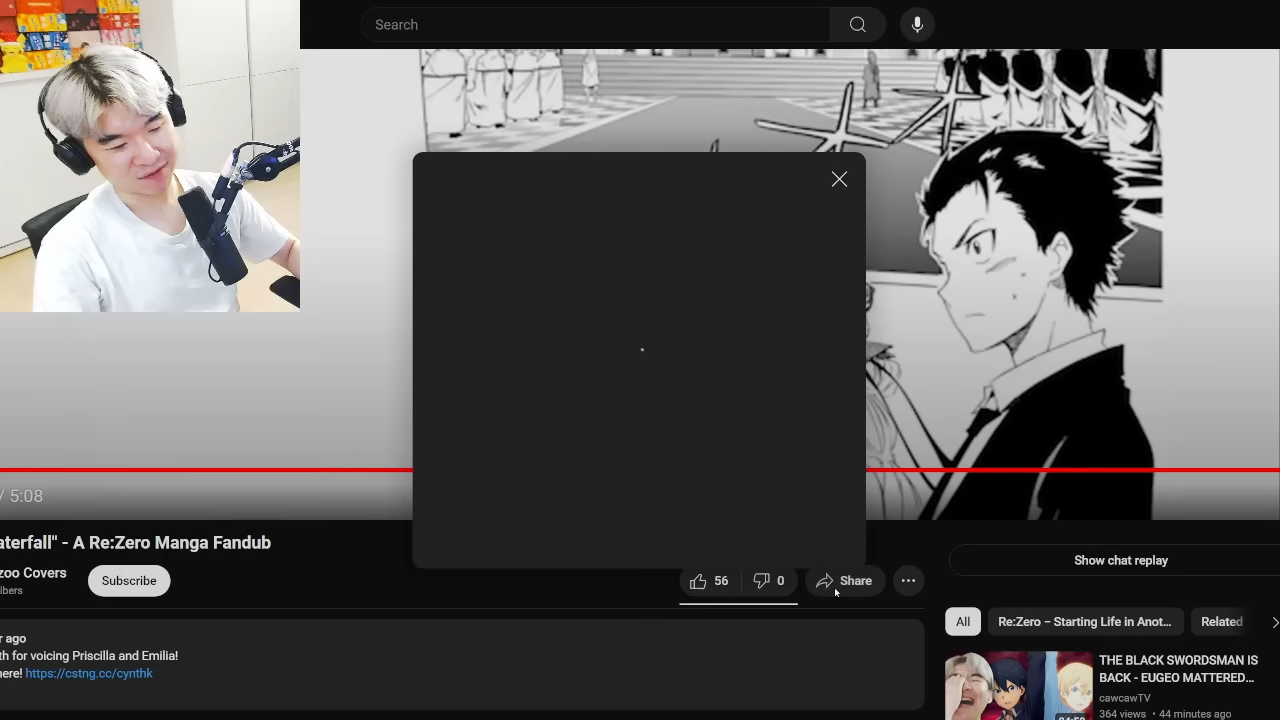 Search
/ 5:08
aterfall" - A Re:Zero Manga Fandub
zoo Covers
ibers
Subscribe
56
0
Share
Show chat replay
r ago
th for voicing Priscilla and Emilia!
here! https://cstng.cc/cynthk
All
Re:Zero − Starting Life in Anot...
Related
THE BLACK SWORDSMAN IS
BACK - EUGEO MATTERED...
cawcawTV
364 views • 44 minutes ago